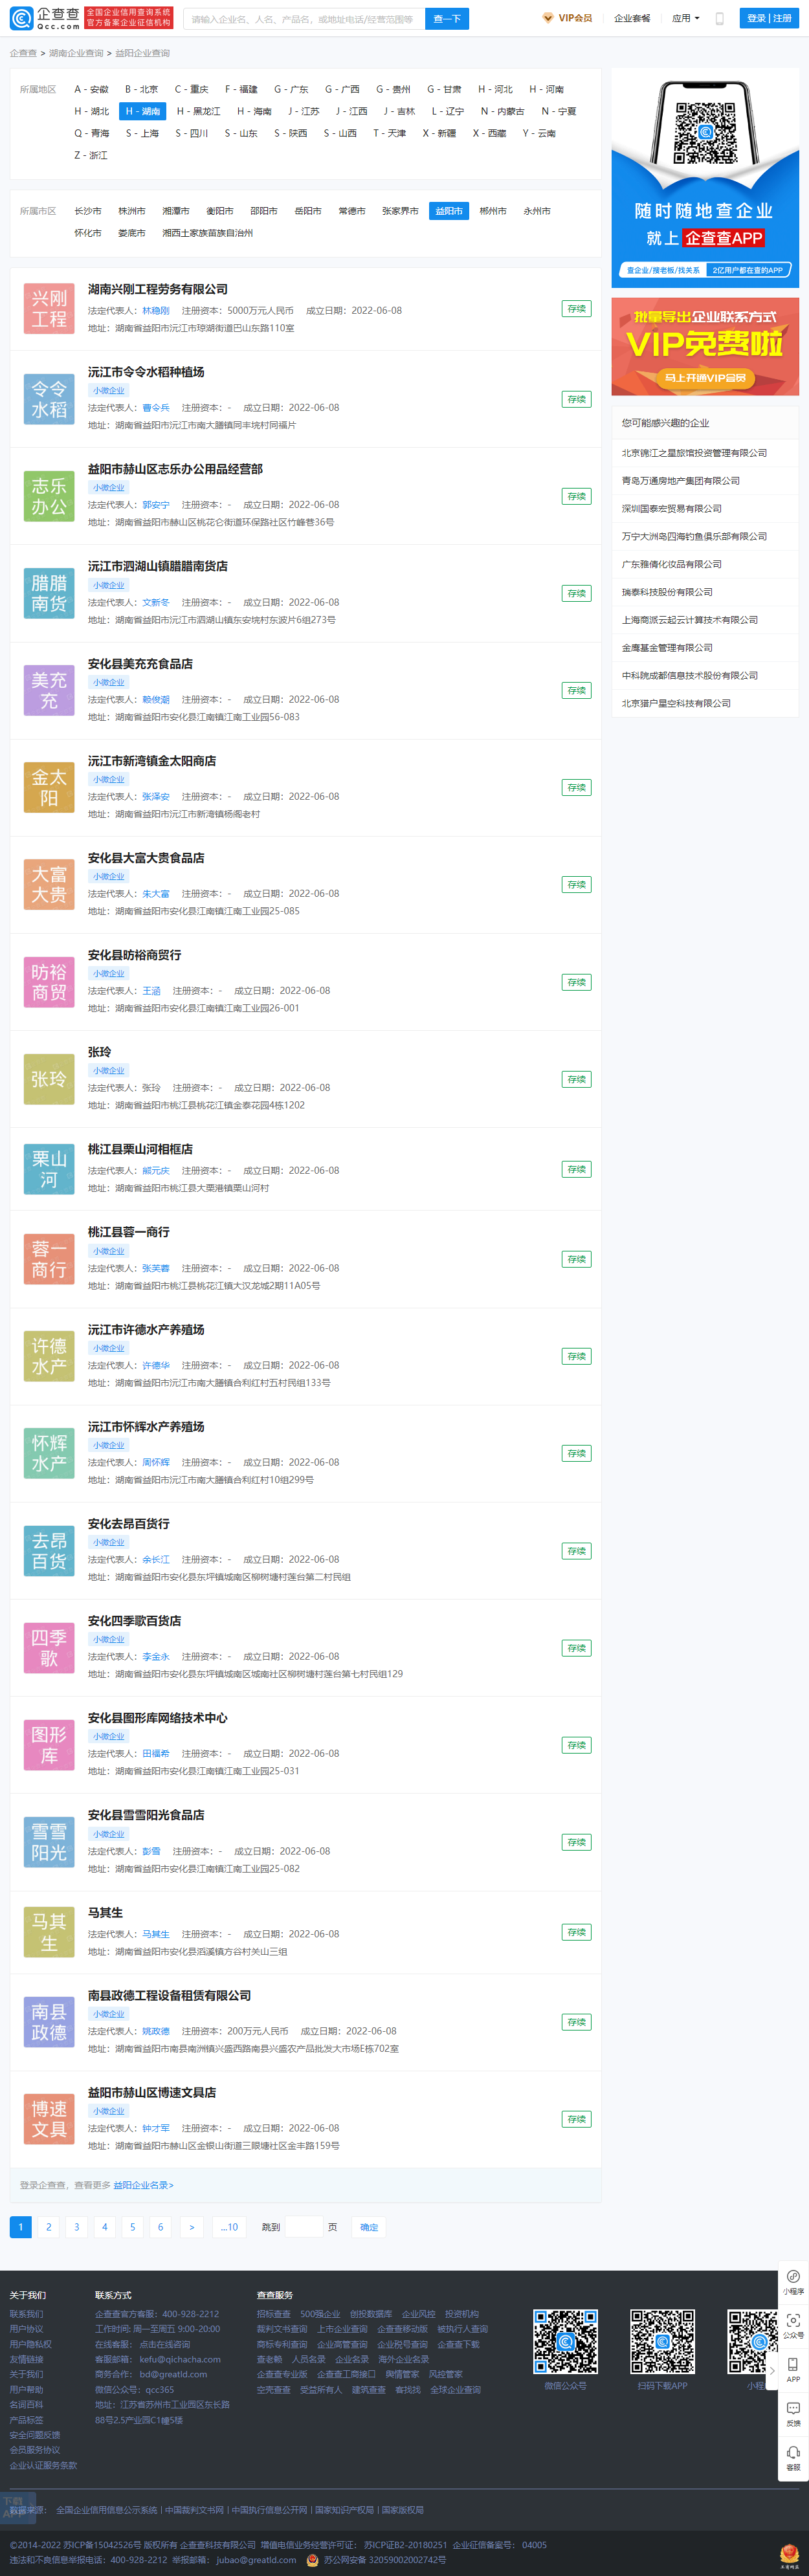 企查查
Qcc.com
全国企业信用查询系统
官方备案企业征信机构
请输入企业名、人名、产品名，或地址电话/经营范围等
查一下
VIP会员
企业套餐
应用
登录 | 注册
企查查 > 湖南企业查询 > 益阳企业查询
所属地区 A - 安徽 B - 北京 C - 重庆 F - 福建 G - 广东 G - 广西 G - 贵州 G - 甘肃 H - 河北 H - 河南
H - 湖北 H - 湖南 H - 黑龙江 H - 海南 J - 江苏 J - 江西 J - 吉林 L - 辽宁 N - 内蒙古 N - 宁夏
Q - 青海 S - 上海 S - 四川 S - 山东 S - 陕西 S - 山西 T - 天津 X - 新疆 X - 西藏 Y - 云南
Z - 浙江
所属市区 长沙市 株洲市 湘潭市 衡阳市 邵阳市 岳阳市 常德市 张家界市 益阳市 郴州市 永州市
怀化市 娄底市 湘西土家族苗族自治州
兴刚
工程
湖南兴刚工程劳务有限公司
法定代表人：林稳刚 注册资本：5000万元人民币 成立日期：2022-06-08
地址：湖南省益阳市沅江市琼湖街道巴山东路110室
存续
令令
水稻
沅江市令令水稻种植场
小微企业
法定代表人：曹令兵 注册资本：- 成立日期：2022-06-08
地址：湖南省益阳市沅江市南大膳镇同丰垸村同福片
存续
志乐
办公
益阳市赫山区志乐办公用品经营部
小微企业
法定代表人：郭安宁 注册资本：- 成立日期：2022-06-08
地址：湖南省益阳市赫山区桃花仑街道环保路社区竹峰巷36号
存续
腊腊
南货
沅江市泗湖山镇腊腊南货店
小微企业
法定代表人：文新冬 注册资本：- 成立日期：2022-06-08
地址：湖南省益阳市沅江市泗湖山镇东安垸村东波片6组273号
存续
美充
充
安化县美充充食品店
小微企业
法定代表人：赖俊潮 注册资本：- 成立日期：2022-06-08
地址：湖南省益阳市安化县江南镇江南工业园56-083
存续
金太
阳
沅江市新湾镇金太阳商店
小微企业
法定代表人：张泽安 注册资本：- 成立日期：2022-06-08
地址：湖南省益阳市沅江市新湾镇杨阁老村
存续
大富
大贵
安化县大富大贵食品店
小微企业
法定代表人：朱大富 注册资本：- 成立日期：2022-06-08
地址：湖南省益阳市安化县江南镇江南工业园25-085
存续
昉裕
商贸
安化县昉裕商贸行
小微企业
法定代表人：王涵 注册资本：- 成立日期：2022-06-08
地址：湖南省益阳市安化县江南镇江南工业园26-001
存续
张玲
张玲
小微企业
法定代表人：张玲 注册资本：- 成立日期：2022-06-08
地址：湖南省益阳市桃江县桃花江镇金泰花园4栋1202
存续
栗山
河
桃江县栗山河相框店
法定代表人：臧元庆 注册资本：- 成立日期：2022-06-08
地址：湖南省益阳市桃江县大栗港镇栗山河村
存续
蓉一
商行
桃江县蓉一商行
小微企业
法定代表人：张芙蓉 注册资本：- 成立日期：2022-06-08
地址：湖南省益阳市桃江县桃花江镇大汉龙城2期11A05号
存续
许德
水产
沅江市许德水产养殖场
小微企业
法定代表人：许德华 注册资本：- 成立日期：2022-06-08
地址：湖南省益阳市沅江市南大膳镇合利红村五村民组133号
存续
怀辉
水产
沅江市怀辉水产养殖场
小微企业
法定代表人：周怀辉 注册资本：- 成立日期：2022-06-08
地址：湖南省益阳市沅江市南大膳镇合利红村10组299号
存续
去昂
百货
安化去昂百货行
小微企业
法定代表人：余长江 注册资本：- 成立日期：2022-06-08
地址：湖南省益阳市安化县东坪镇城南区柳树塘村莲台第二村民组
存续
四季
歌
安化四季歌百货店
小微企业
法定代表人：李金永 注册资本：- 成立日期：2022-06-08
地址：湖南省益阳市安化县东坪镇城南区城南社区柳树塘村莲台第七村民组129
存续
图形
库
安化县图形库网络技术中心
小微企业
法定代表人：田福希 注册资本：- 成立日期：2022-06-08
地址：湖南省益阳市安化县江南镇江南工业园25-031
存续
雪雪
阳光
安化县雪雪阳光食品店
小微企业
法定代表人：彭雪 注册资本：- 成立日期：2022-06-08
地址：湖南省益阳市安化县江南镇江南工业园25-082
存续
马其
生
马其生
法定代表人：马其生 注册资本：- 成立日期：2022-06-08
地址：湖南省益阳市安化县滔溪镇方谷村关山三组
存续
南县
政德
南县政德工程设备租赁有限公司
小微企业
法定代表人：姚政德 注册资本：200万元人民币 成立日期：2022-06-08
地址：湖南省益阳市南县南洲镇兴盛西路南县兴盛农产品批发大市场E栋702室
存续
博速
文具
益阳市赫山区博速文具店
小微企业
法定代表人：钟才军 注册资本：- 成立日期：2022-06-08
地址：湖南省益阳市赫山区金银山街道三眼塘社区金丰路159号
存续
登录企查查，查看更多 益阳企业名录>
1 2 3 4 5 6 > ...10 跳到 页 确定
随时随地查企业
就上 企查查APP
查企业/搜老板/找关系 2亿用户都在查的APP
批量导出企业联系方式
VIP免费啦
马上开通VIP会员
您可能感兴趣的企业
北京锦江之星旅馆投资管理有限公司
青岛万通房地产集团有限公司
深圳国泰宏贸易有限公司
万宁大洲岛四海钓鱼俱乐部有限公司
广东雅倩化妆品有限公司
瑞泰科技股份有限公司
上海商派云起云计算技术有限公司
金鹰基金管理有限公司
中科院成都信息技术股份有限公司
北京猎户星空科技有限公司
关于我们
联系我们
用户协议
用户隐私权
友情链接
关于我们
用户帮助
名词百科
产品标签
安全问题反馈
会员服务协议
企业认证服务条款
联系方式
企查查官方客服：400-928-2212
工作时间: 周一至周五 9:00-20:00
在线客服： 点击在线咨询
客服邮箱： kefu@qichacha.com
商务合作： bd@greatld.com
微信公众号：qcc365
地址：江苏省苏州市工业园区东长路
88号2.5产业园C1幢5楼
查查服务
招标查查 500强企业 创投数据库 企业风控 投资机构
裁判文书查询 上市企业查询 企查查移动版 被执行人查询
商标专利查询 企业高管查询 企业税号查询 企查查下载
查老赖 人员名录 企业名录 海外企业名录
企查查专业版 企查查工商接口 舆情管家 风控管家
空壳查查 受益所有人 建筑查查 客找找 全球企业查询
微信公众号
扫码下载APP
小程
小程序
公众号
APP
反馈
客服
下载
数据来源： 全国企业信用信息公示系统 | 中国裁判文书网 | 中国执行信息公开网 | 国家知识产权局 | 国家版权局
©2014-2022 苏ICP备15042526号 版权所有 企查查科技有限公司 增值电信业务经营许可证： 苏ICP证B2-20180251 企业征信备案号： 04005
违法和不良信息举报电话：400-928-2212 举报邮箱： jubao@greatld.com 苏公网安备 32059002002742号